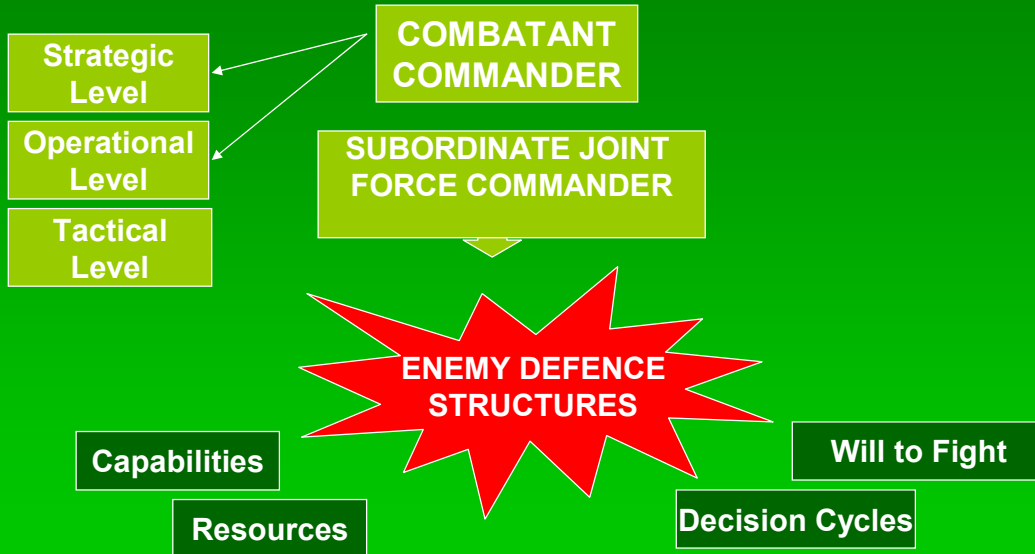 Strategic
Level
COMBATANT
COMMANDER
Operational
Level
SUBORDINATE JOINT
FORCE COMMANDER
Tactical
Level
ENEMY DEFENCE
STRUCTURES
Capabilities
Will to Fight
Resources
Decision Cycles